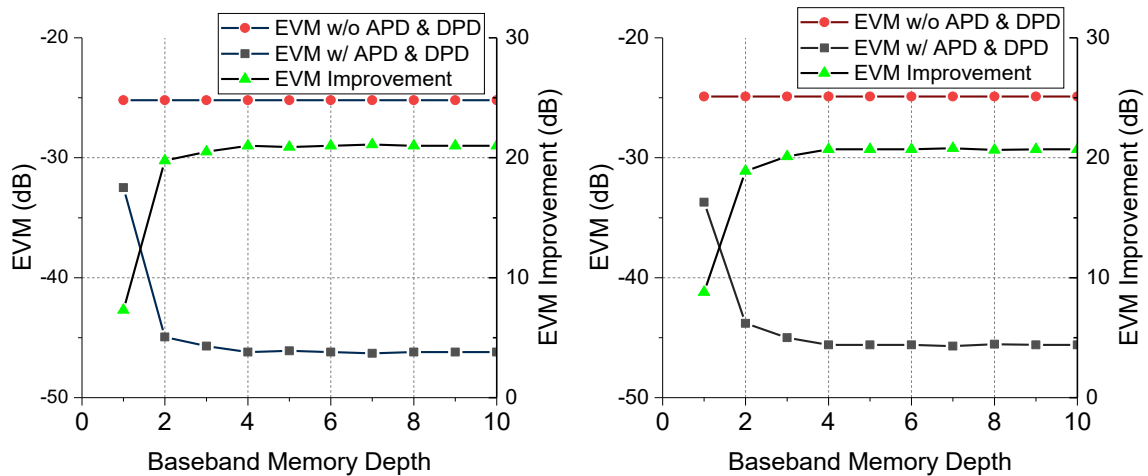 EVM w/o APD & DPD
EVM w/ APD & DPD
EVM Improvement
-20
-30
-40
-50
EVM (dB)
30
20
10
0
EVM Improvement (dB)
0
2
4
6
8
10
Baseband Memory Depth
EVM w/o APD & DPD
EVM w/ APD & DPD
EVM Improvement
-20
-30
-40
-50
EVM (dB)
30
20
10
0
EVM Improvement (dB)
0
2
4
6
8
10
Baseband Memory Depth